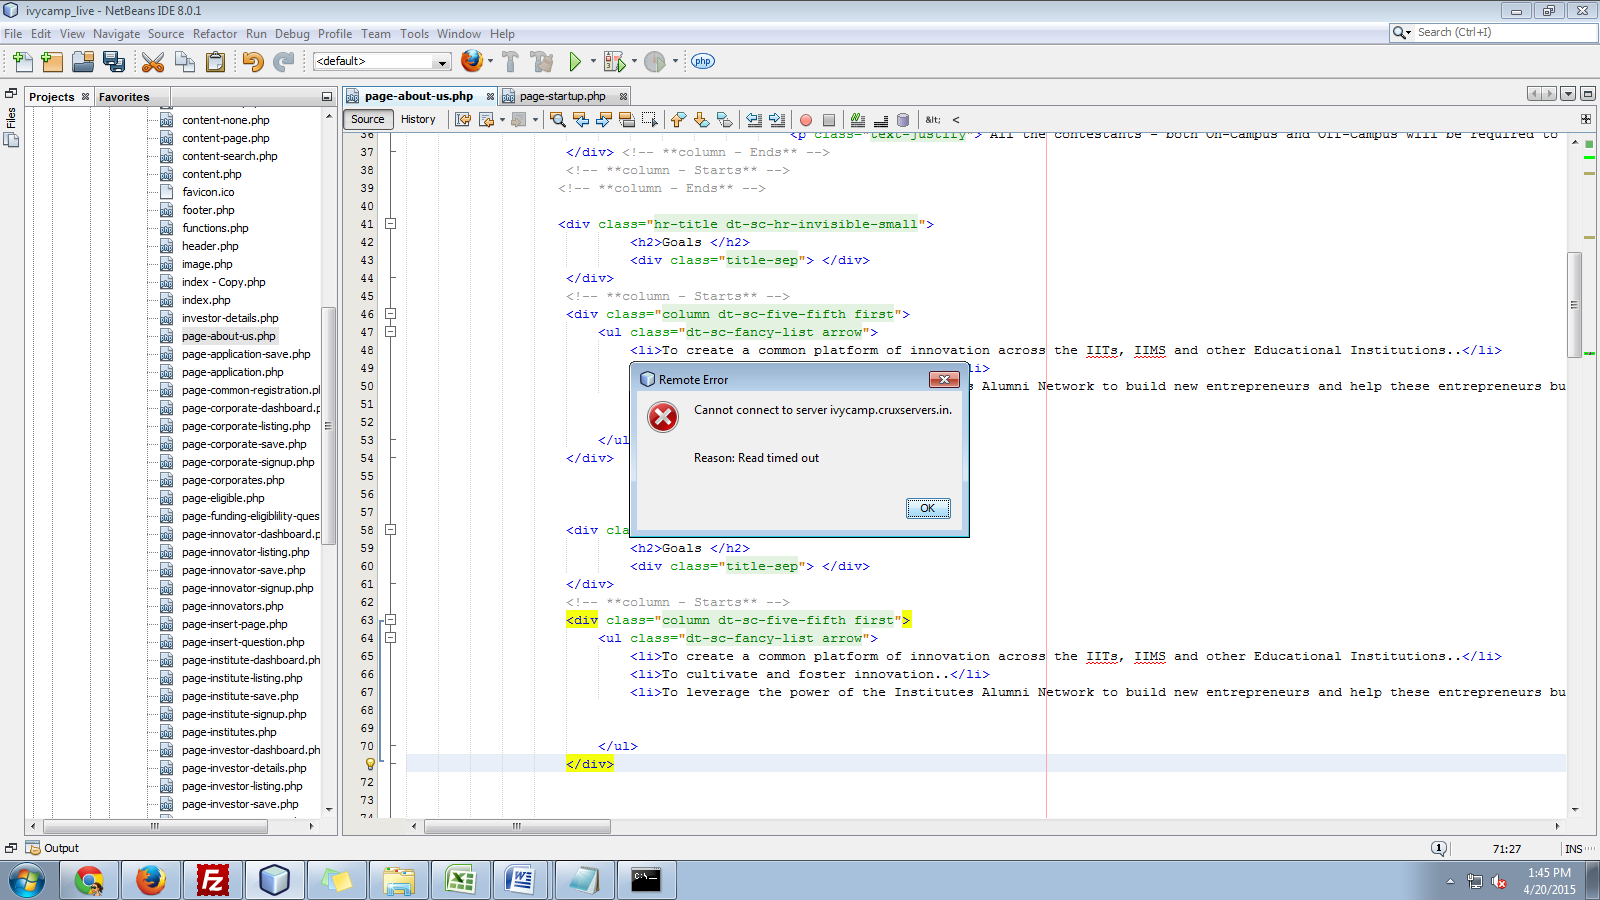 ivycamp_live - NetBeans IDE 8.0.1
File Edit View Navigate Source Refactor Run Debug Profile Team Tools Window Help
Search (Ctrl+I)
<default>
php
Files
Projects
Favorites
page-about-us.php
page-startup.php
Source
History
content-none.php
content-page.php
content-search.php
content.php
favicon.ico
footer.php
functions.php
header.php
image.php
index - Copy.php
index.php
investor-details.php
page-about-us.php
page-application-save.php
page-application.php
page-common-registration.pl
page-corporate-dashboard.p
page-corporate-listing.php
page-corporate-save.php
page-corporate-signup.php
page-corporates.php
page-eligible.php
page-funding-eligiblility-ques
page-innovator-dashboard.p
page-innovator-listing.php
page-innovator-save.php
page-innovator-signup.php
page-innovators.php
page-insert-page.php
page-insert-question.php
page-institute-dashboard.ph
page-institute-listing.php
page-institute-save.php
page-institute-signup.php
page-institutes.php
page-investor-dashboard.ph
page-investor-details.php
page-investor-listing.php
page-investor-save.php
36 <p class="text-justify"> All the contestants - both On-Campus and Off-Campus will be required to
37 </div> <!-- **column - Ends** -->
38 <!-- **column - Starts** -->
39 <!-- **column - Ends** -->
40
41 <div class="hr-title dt-sc-hr-invisible-small">
42 <h2>Goals </h2>
43 <div class="title-sep"> </div>
44 </div>
45 <!-- **column - Starts** -->
46 <div class="column dt-sc-five-fifth first">
47 <ul class="dt-sc-fancy-list arrow">
48 <li>To create a common platform of innovation across the IITs, IIMS and other Educational Institutions..</li>
49 li>
50 s Alumni Network to build new entrepreneurs and help these entrepreneurs bu
51
52
53 </ul
54 </div>
55
56
57
58 <div cla
59 <h2>Goals </h2>
60 <div class="title-sep"> </div>
61 </div>
62 <!-- **column - Starts** -->
63 <div class="column dt-sc-five-fifth first">
64 <ul class="dt-sc-fancy-list arrow">
65 <li>To create a common platform of innovation across the IITs, IIMS and other Educational Institutions..</li>
66 <li>To cultivate and foster innovation..</li>
67 <li>To leverage the power of the Institutes Alumni Network to build new entrepreneurs and help these entrepreneurs bu
68
69
70 </ul>
</div>
72
73
74
Remote Error
Cannot connect to server ivycamp.cruxservers.in.
Reason: Read timed out
OK
Output
1
71:27
INS
1:45 PM
4/20/2015